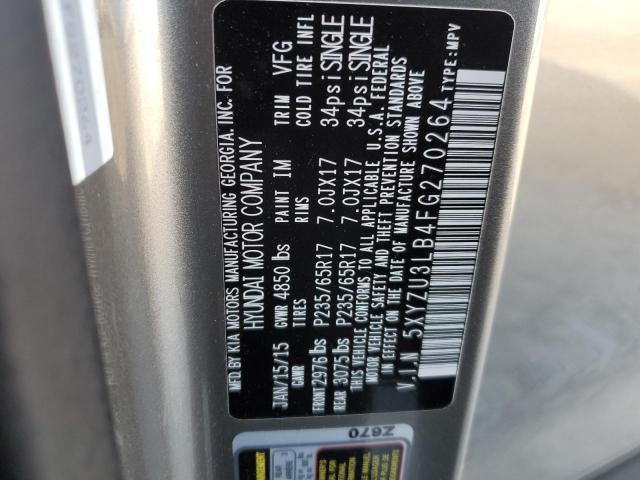 MFD BY KIA MOTORS MANUFACTURING GEORGIA, INC. FOR
HYUNDAI MOTOR COMPANY
JAN/15/15 GVWR 4850 lbs PAINT IM TRIM VFG
GAWR TIRES RIMS COLD TIRE INFL
FRONT 2976 lbs P235/65R17 7.0JX17 34psi SINGLE
REAR 3075 lbs P235/65R17 7.0JX17 34psi SINGLE
THIS VEHICLE CONFORMS TO ALL APPLICABLE U.S.A. FEDERAL
MOTOR VEHICLE SAFETY AND THEFT PREVENTION STANDARDS
IN EFFECT ON THE DATE OF MANUFACTURE SHOWN ABOVE
V.I.N 5XYZU3LB4FG270264 TYPE:MPV
Z670